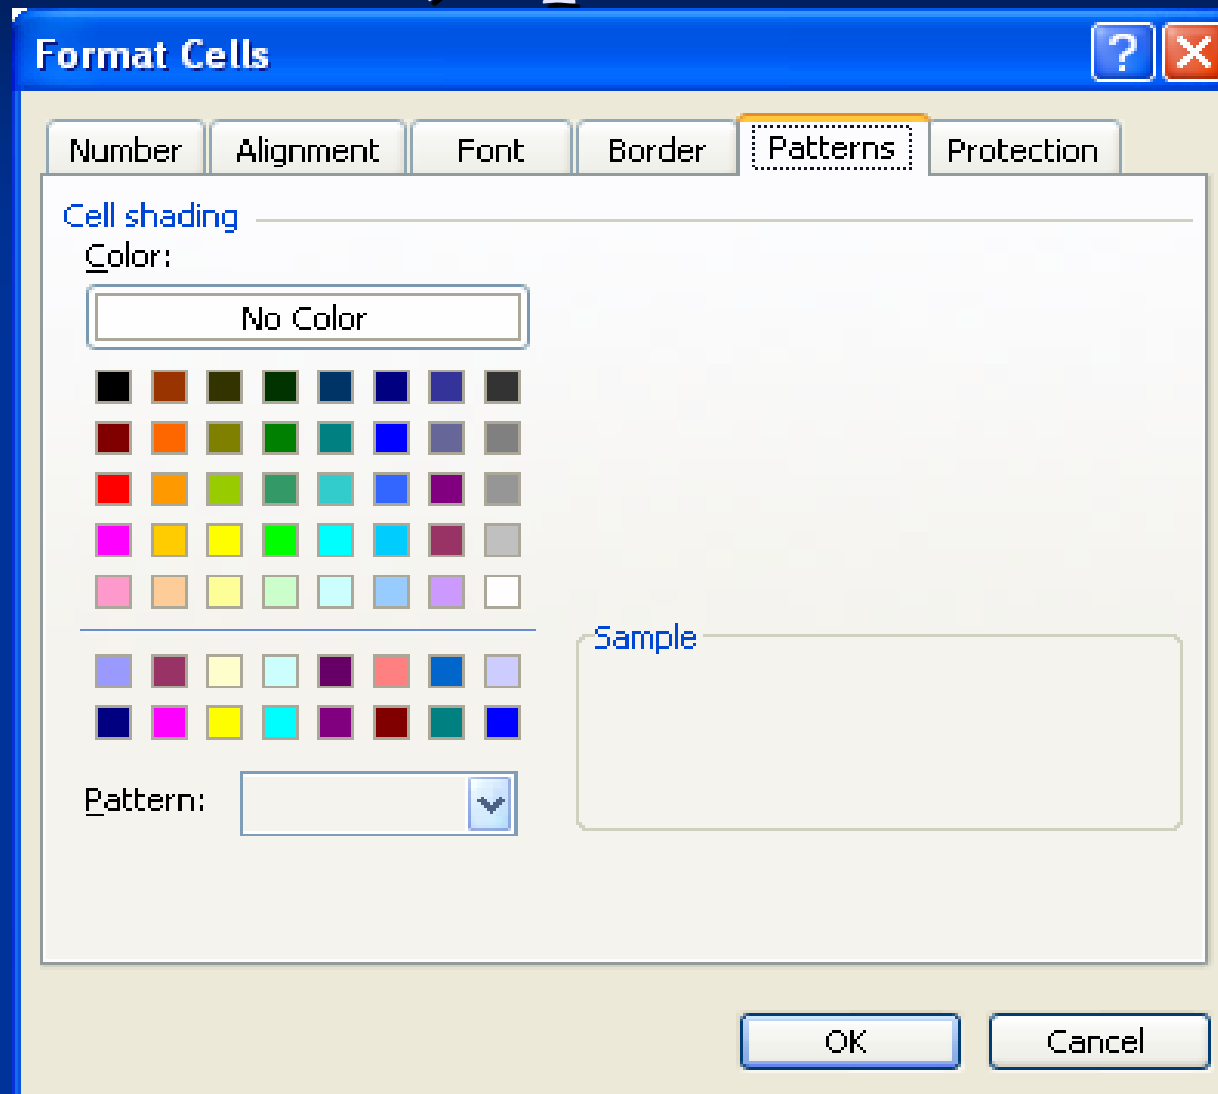 Format Cells
Number Alignment Font Border Patterns Protection
Cell shading
Color:
No Color
Sample
Pattern:
OK Cancel